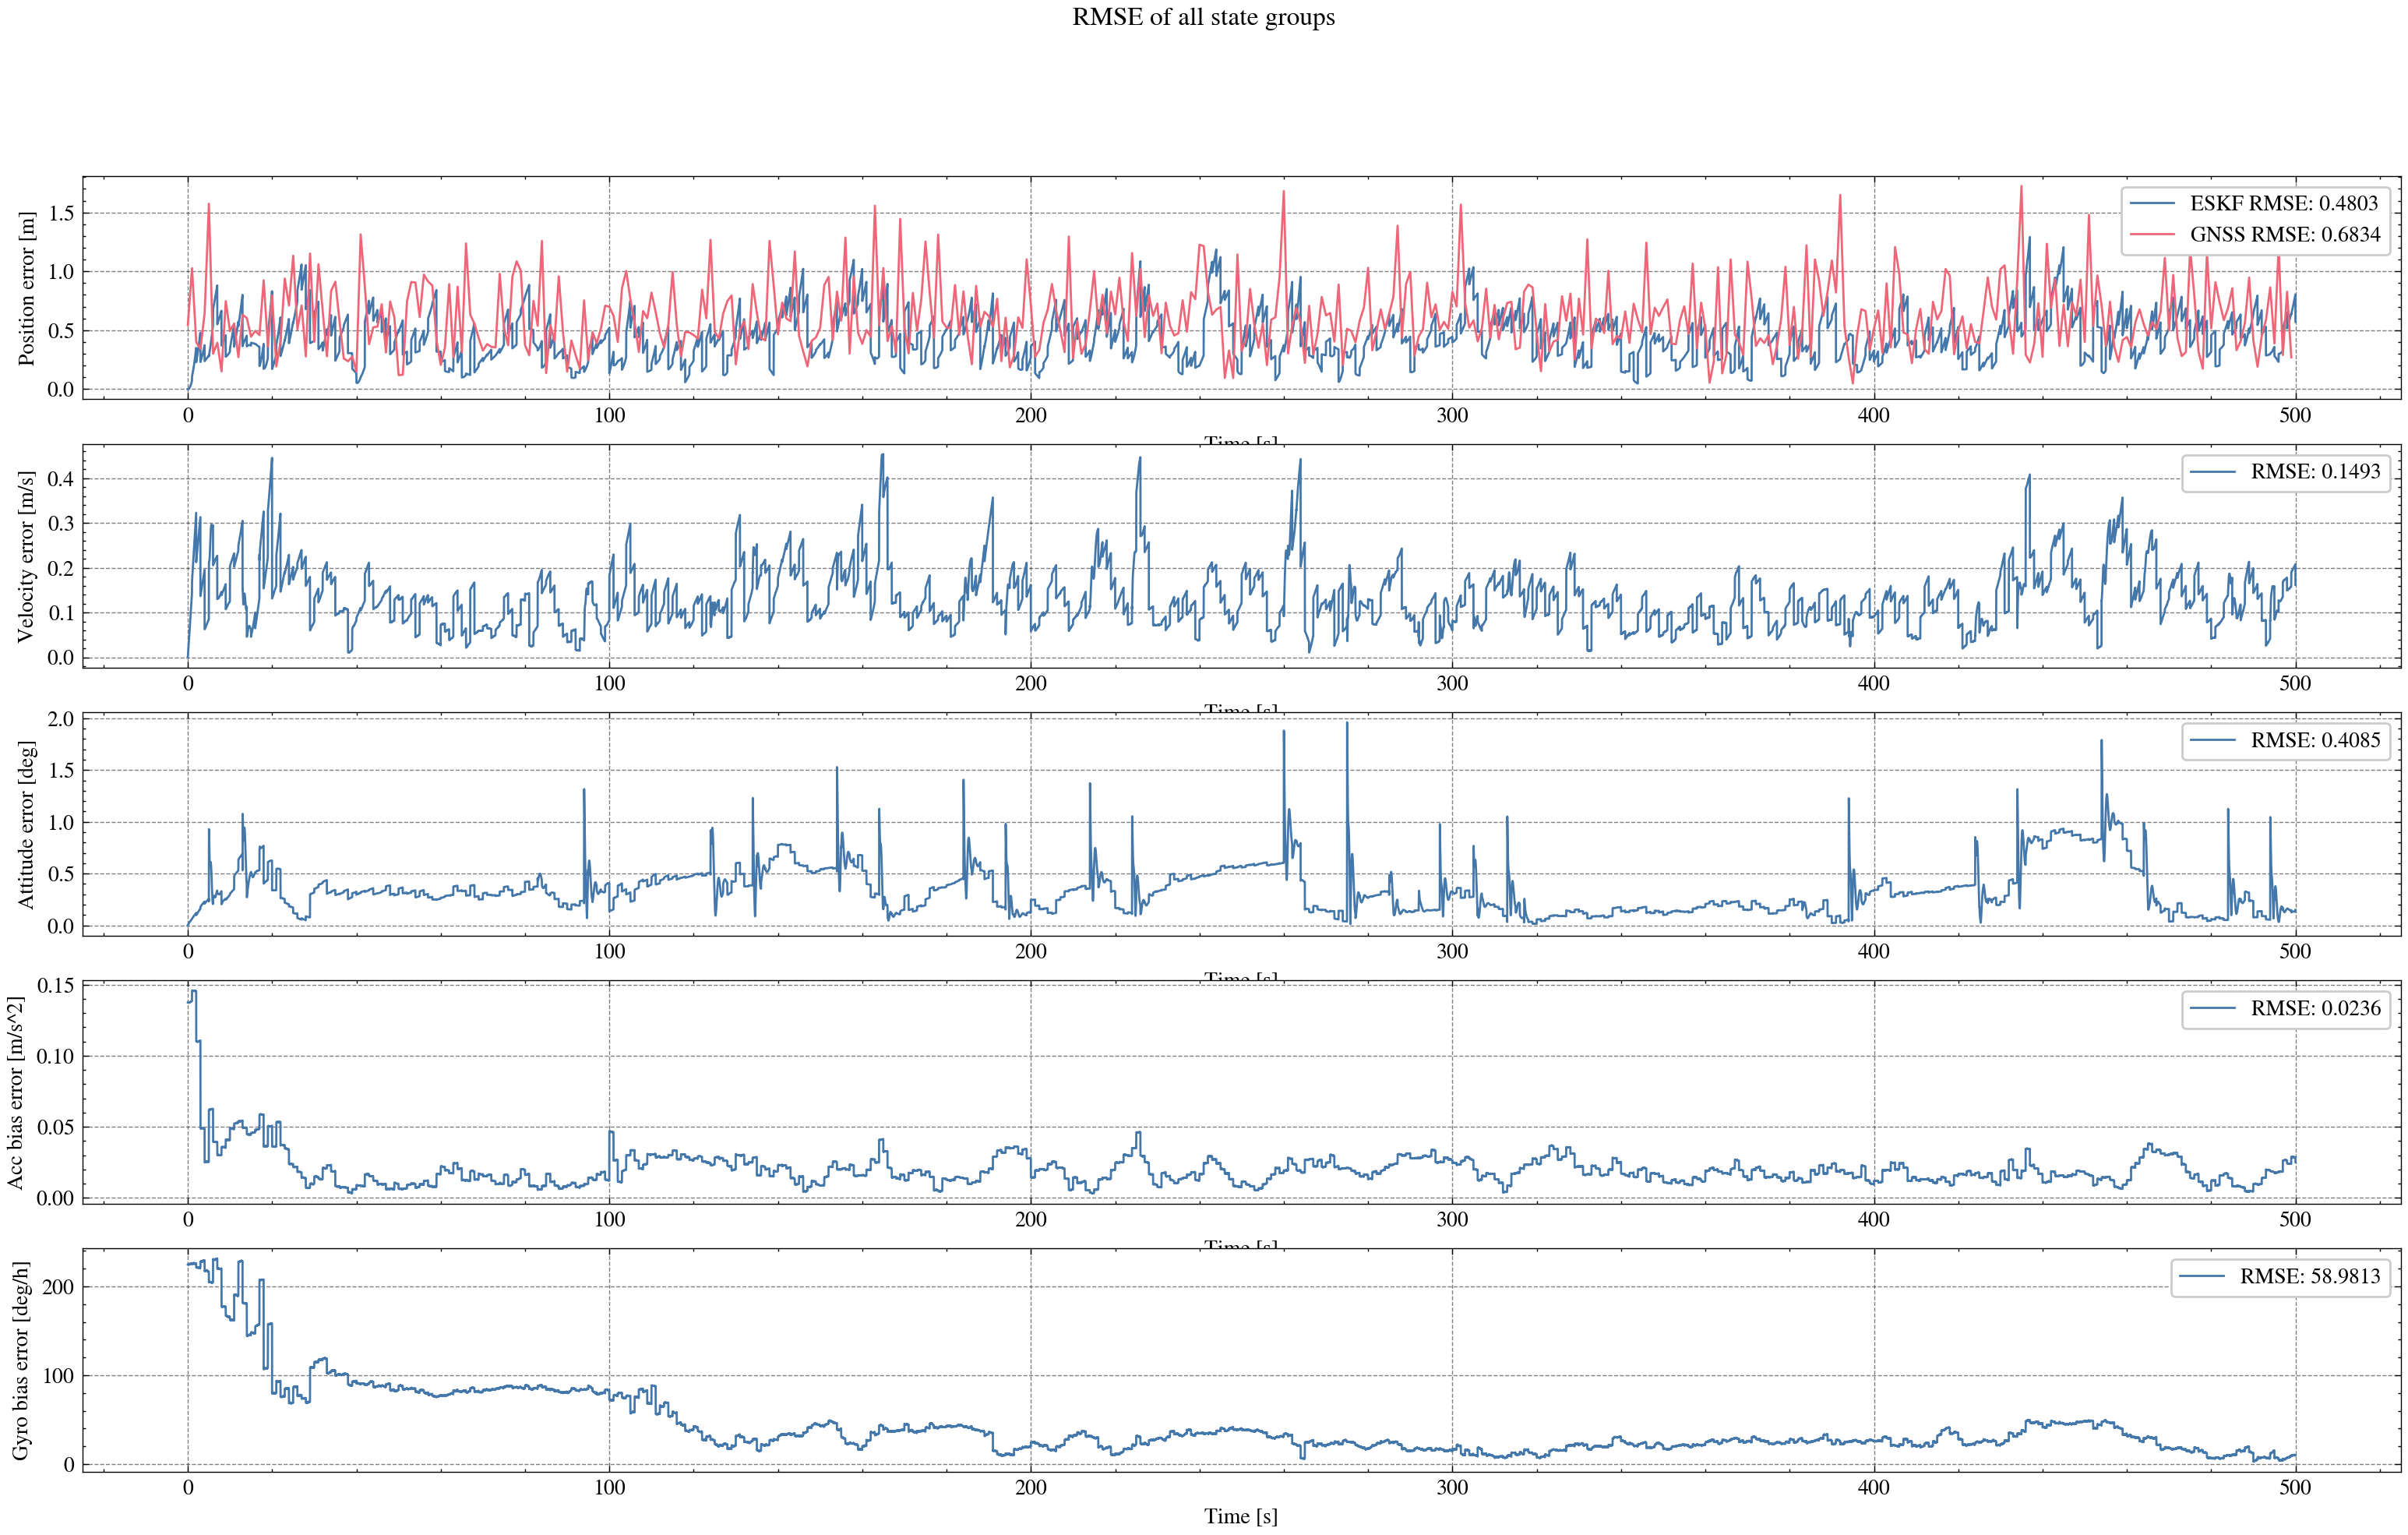 RMSE of all state groups
Position error [m]
1.5
1.0
0.5
0.0
ESKF RMSE: 0.4803
GNSS RMSE: 0.6834
0 100 200 300 400 500
Time [s]
Velocity error [m/s]
0.4
0.3
0.2
0.1
0.0
RMSE: 0.1493
0 100 200 300 400 500
Time [s]
Attitude error [deg]
2.0
1.5
1.0
0.5
0.0
RMSE: 0.4085
0 100 200 300 400 500
Time [s]
Acc bias error [m/s^2]
0.15
0.10
0.05
0.00
RMSE: 0.0236
0 100 200 300 400 500
Time [s]
Gyro bias error [deg/h]
200
100
0
RMSE: 58.9813
0 100 200 300 400 500
Time [s]